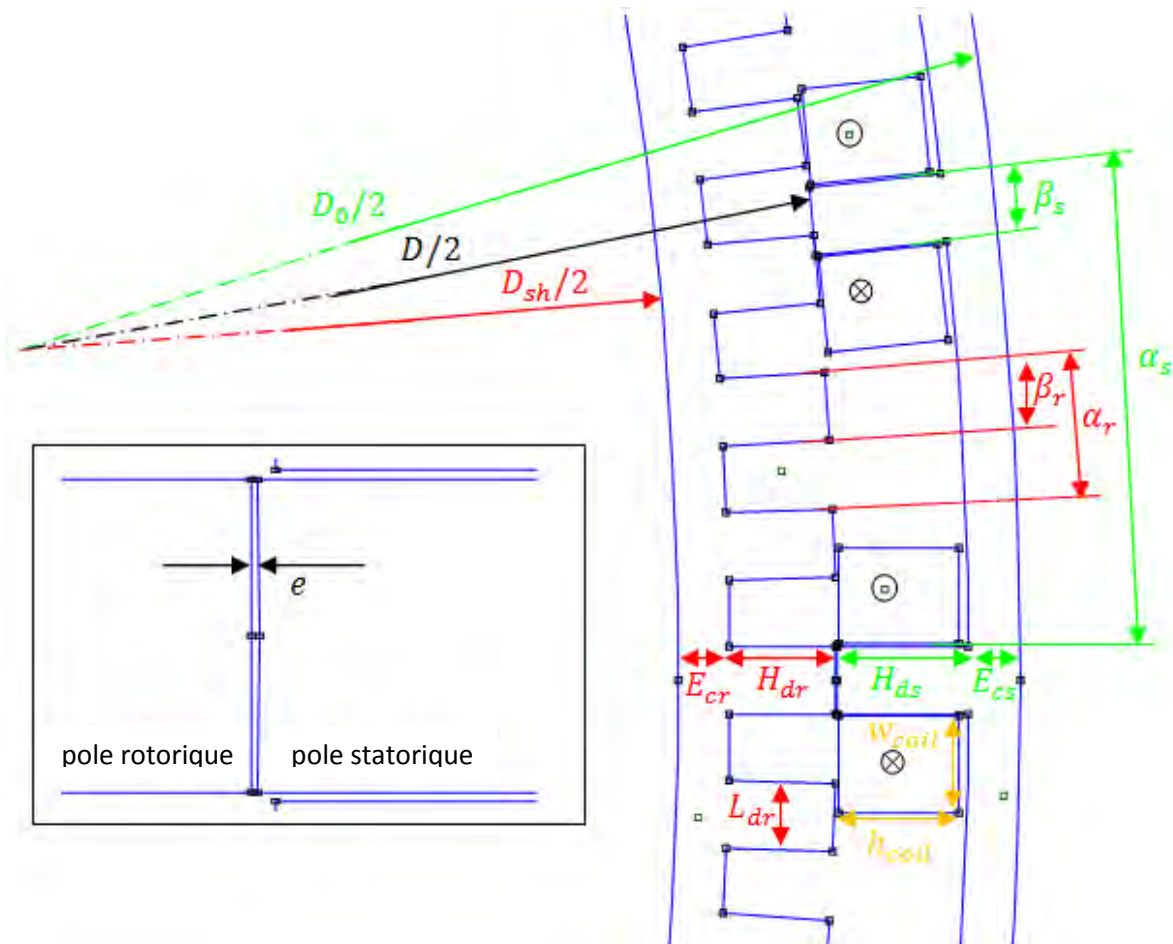 D₀/2
D/2
D_sh/2
β_s
α_s
β_r
α_r
E_cr
H_dr
H_ds
E_cs
w_coil
h_coil
L_dr
e
pole rotorique
pole statorique